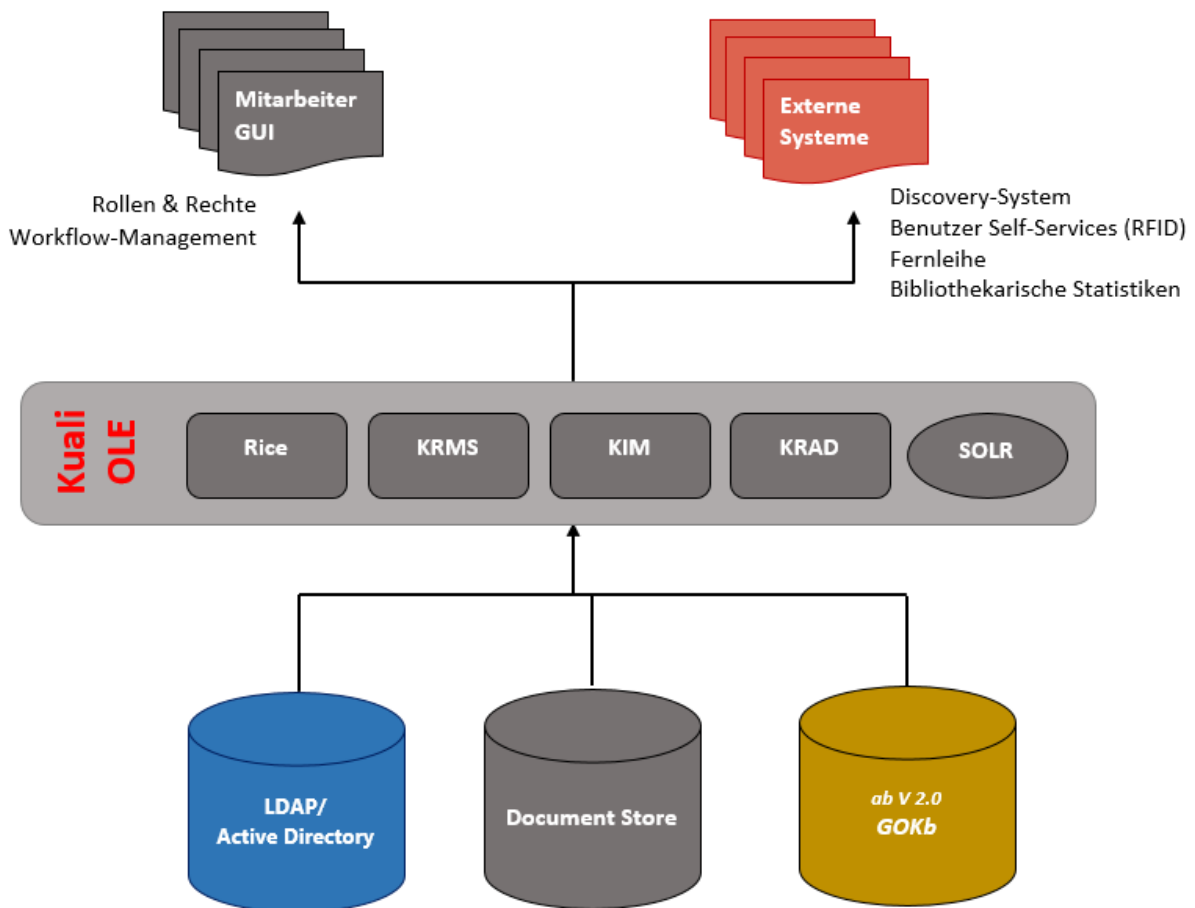 Mitarbeiter
GUI
Externe
Systeme
Rollen & Rechte
Workflow-Management
Discovery-System
Benutzer Self-Services (RFID)
Fernleihe
Bibliothekarische Statistiken
Kuali
OLE
Rice
KRMS
KIM
KRAD
SOLR
LDAP/
Active Directory
Document Store
ab V 2.0
GOKb